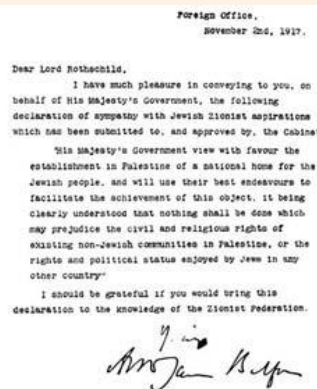 Foreign Office,
November 2nd, 1917.
Dear Lord Rothschild,
I have much pleasure in conveying to you, on
behalf of His Majesty's Government, the following
declaration of sympathy with Jewish Zionist aspirations
which has been submitted to, and approved by, the Cabinet
"His Majesty's Government view with favour the
establishment in Palestine of a national home for the
Jewish people, and will use their best endeavours to
facilitate the achievement of this object, it being
clearly understood that nothing shall be done which
may prejudice the civil and religious rights of
existing non-Jewish communities in Palestine, or the
rights and political status enjoyed by Jews in any
other country"
I should be grateful if you would bring this
declaration to the knowledge of the Zionist Federation.